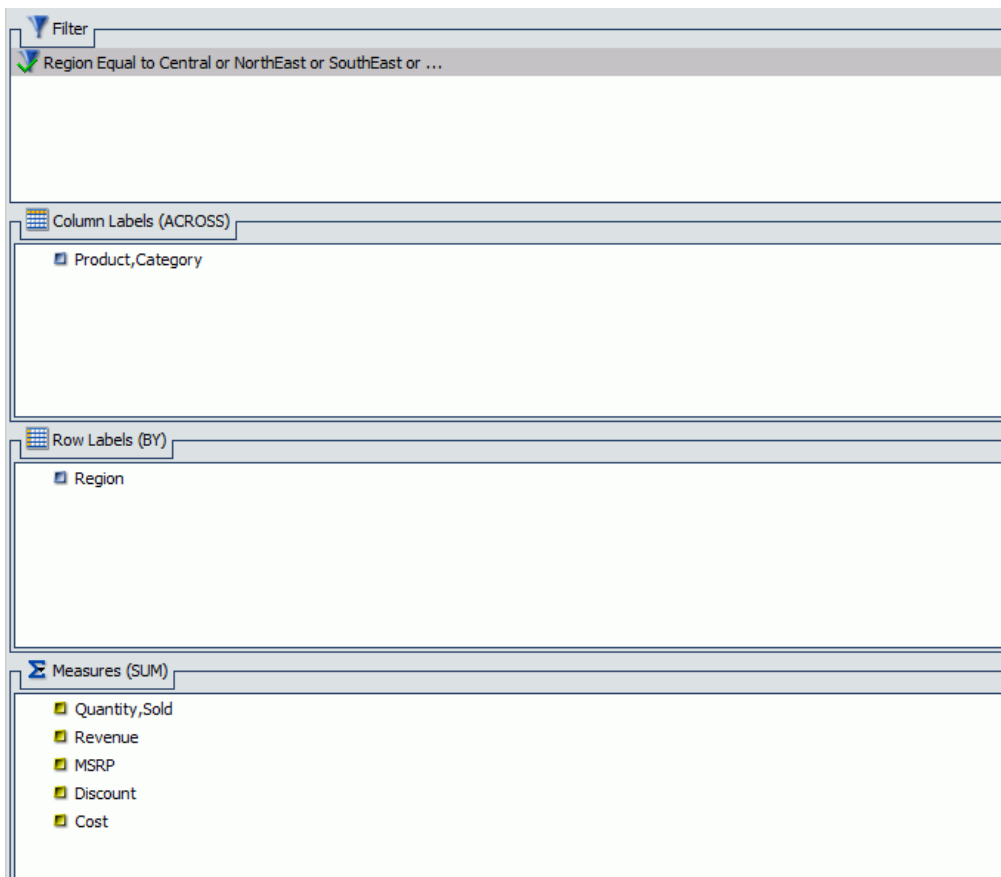 Filter
Region Equal to Central or NorthEast or SouthEast or ...
Column Labels (ACROSS)
Product,Category
Row Labels (BY)
Region
Measures (SUM)
Quantity,Sold
Revenue
MSRP
Discount
Cost